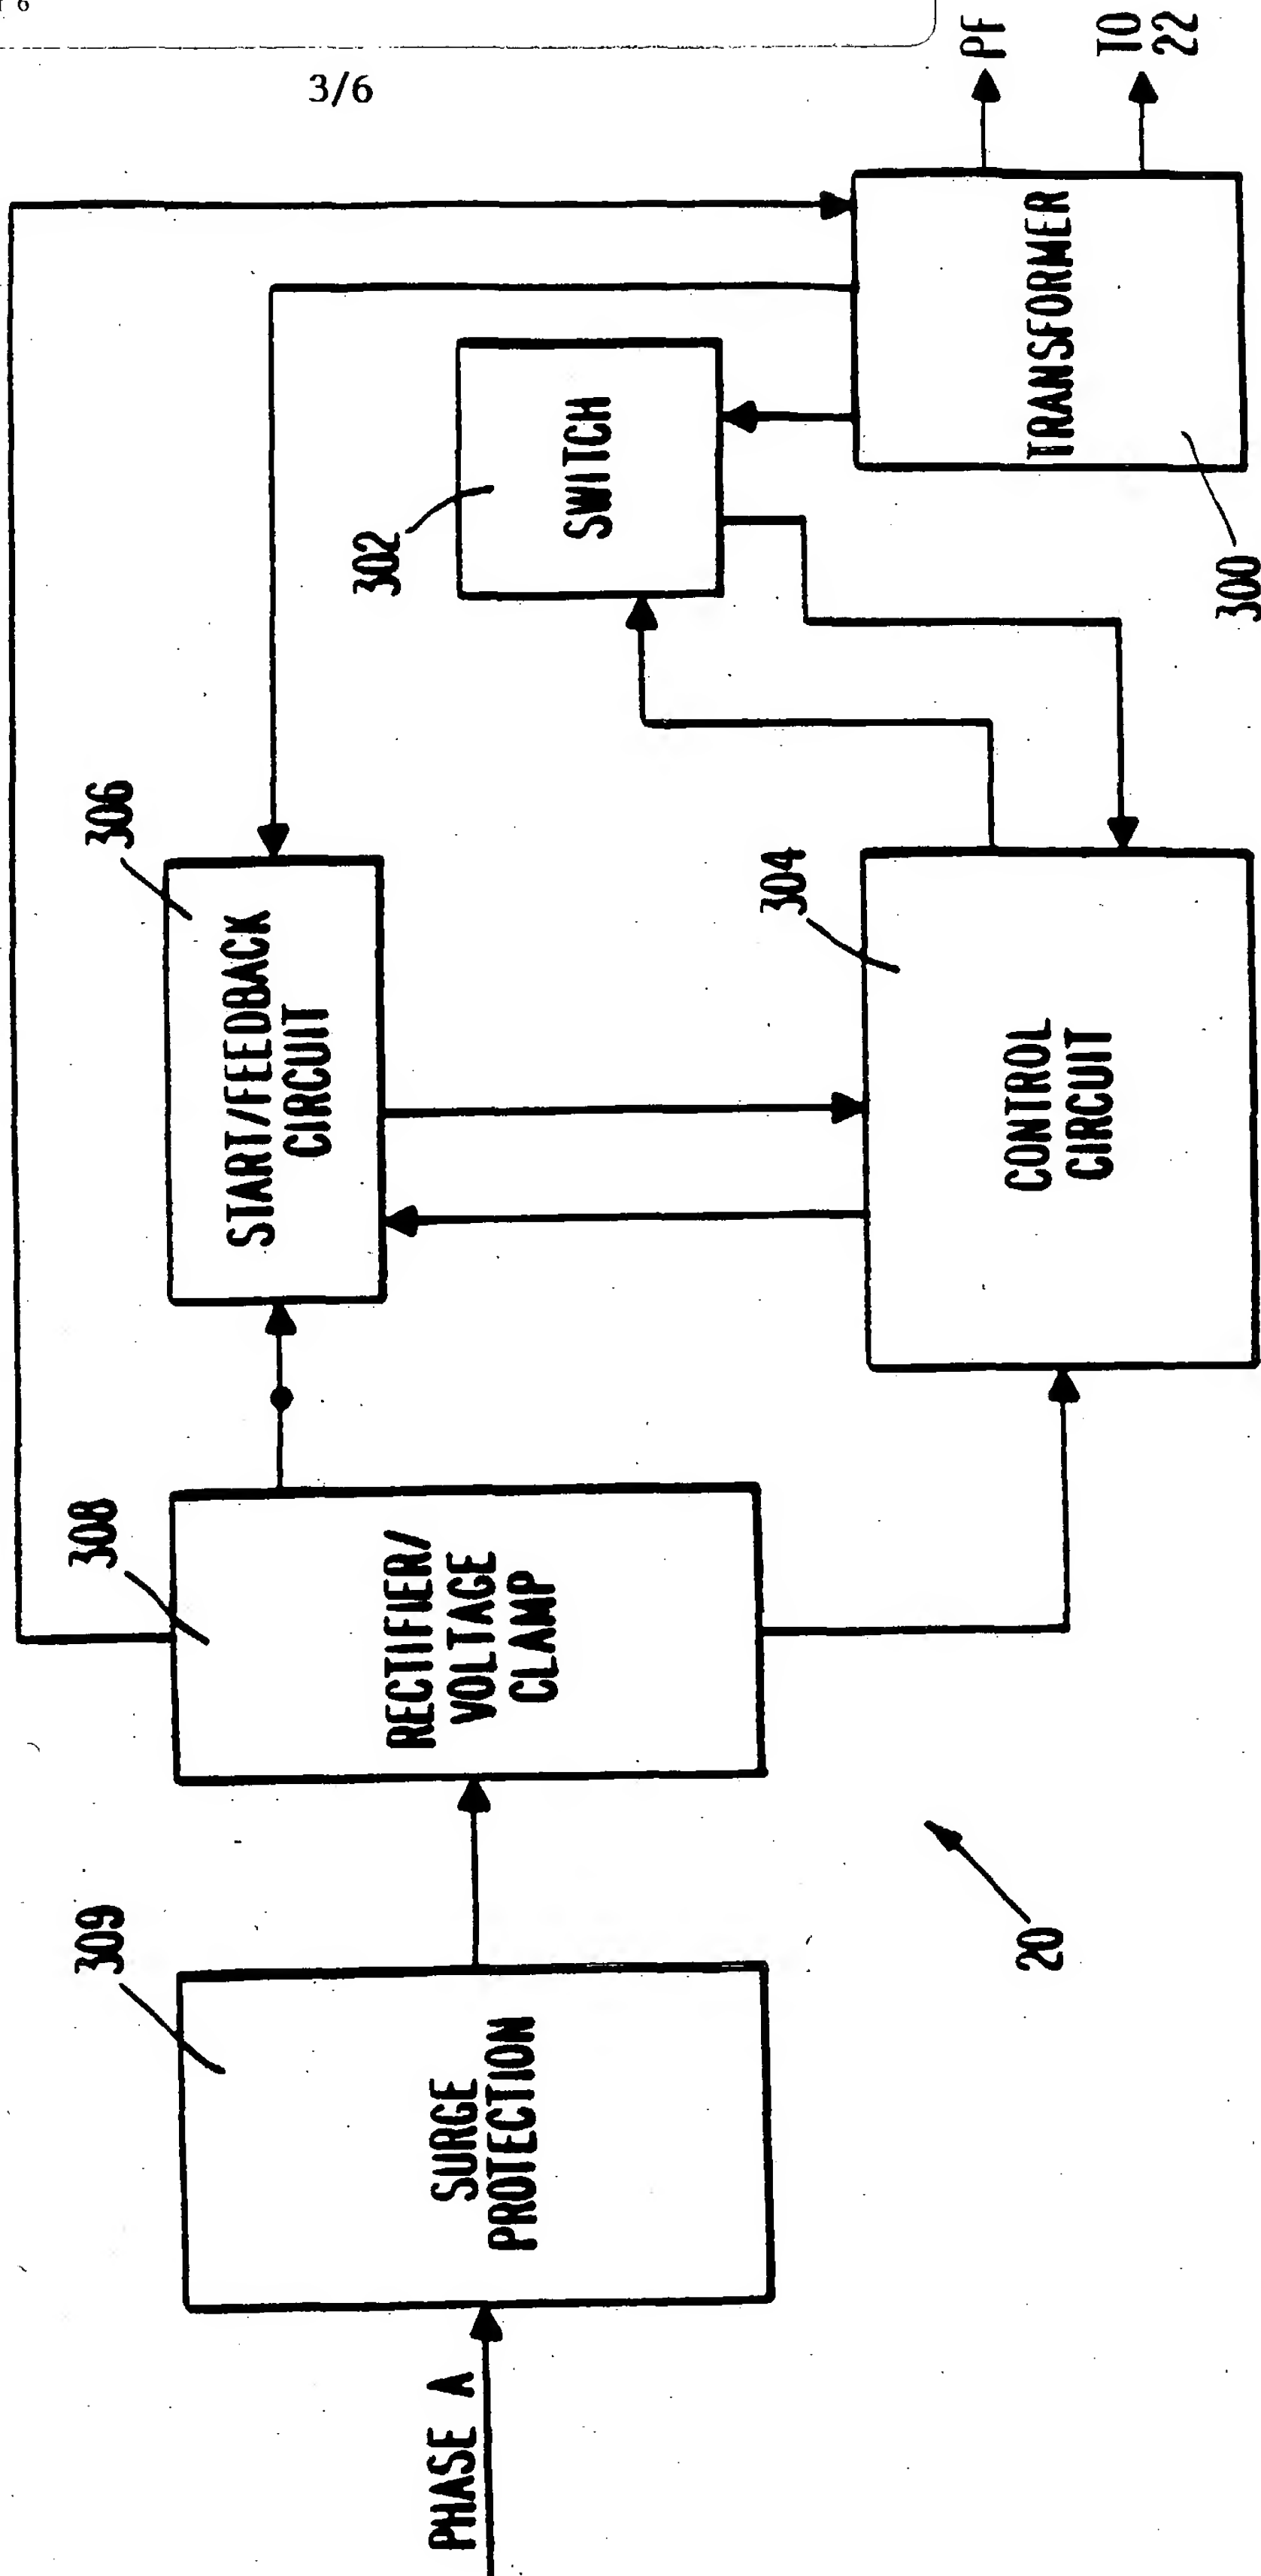 6
3/6
PHASE A
309
SURGE
PROTECTION
308
RECTIFIER/
VOLTAGE
CLAMP
306
START/FEEDBACK
CIRCUIT
304
CONTROL
CIRCUIT
302
SWITCH
300
TRANSFORMER
PF
TO
22
20